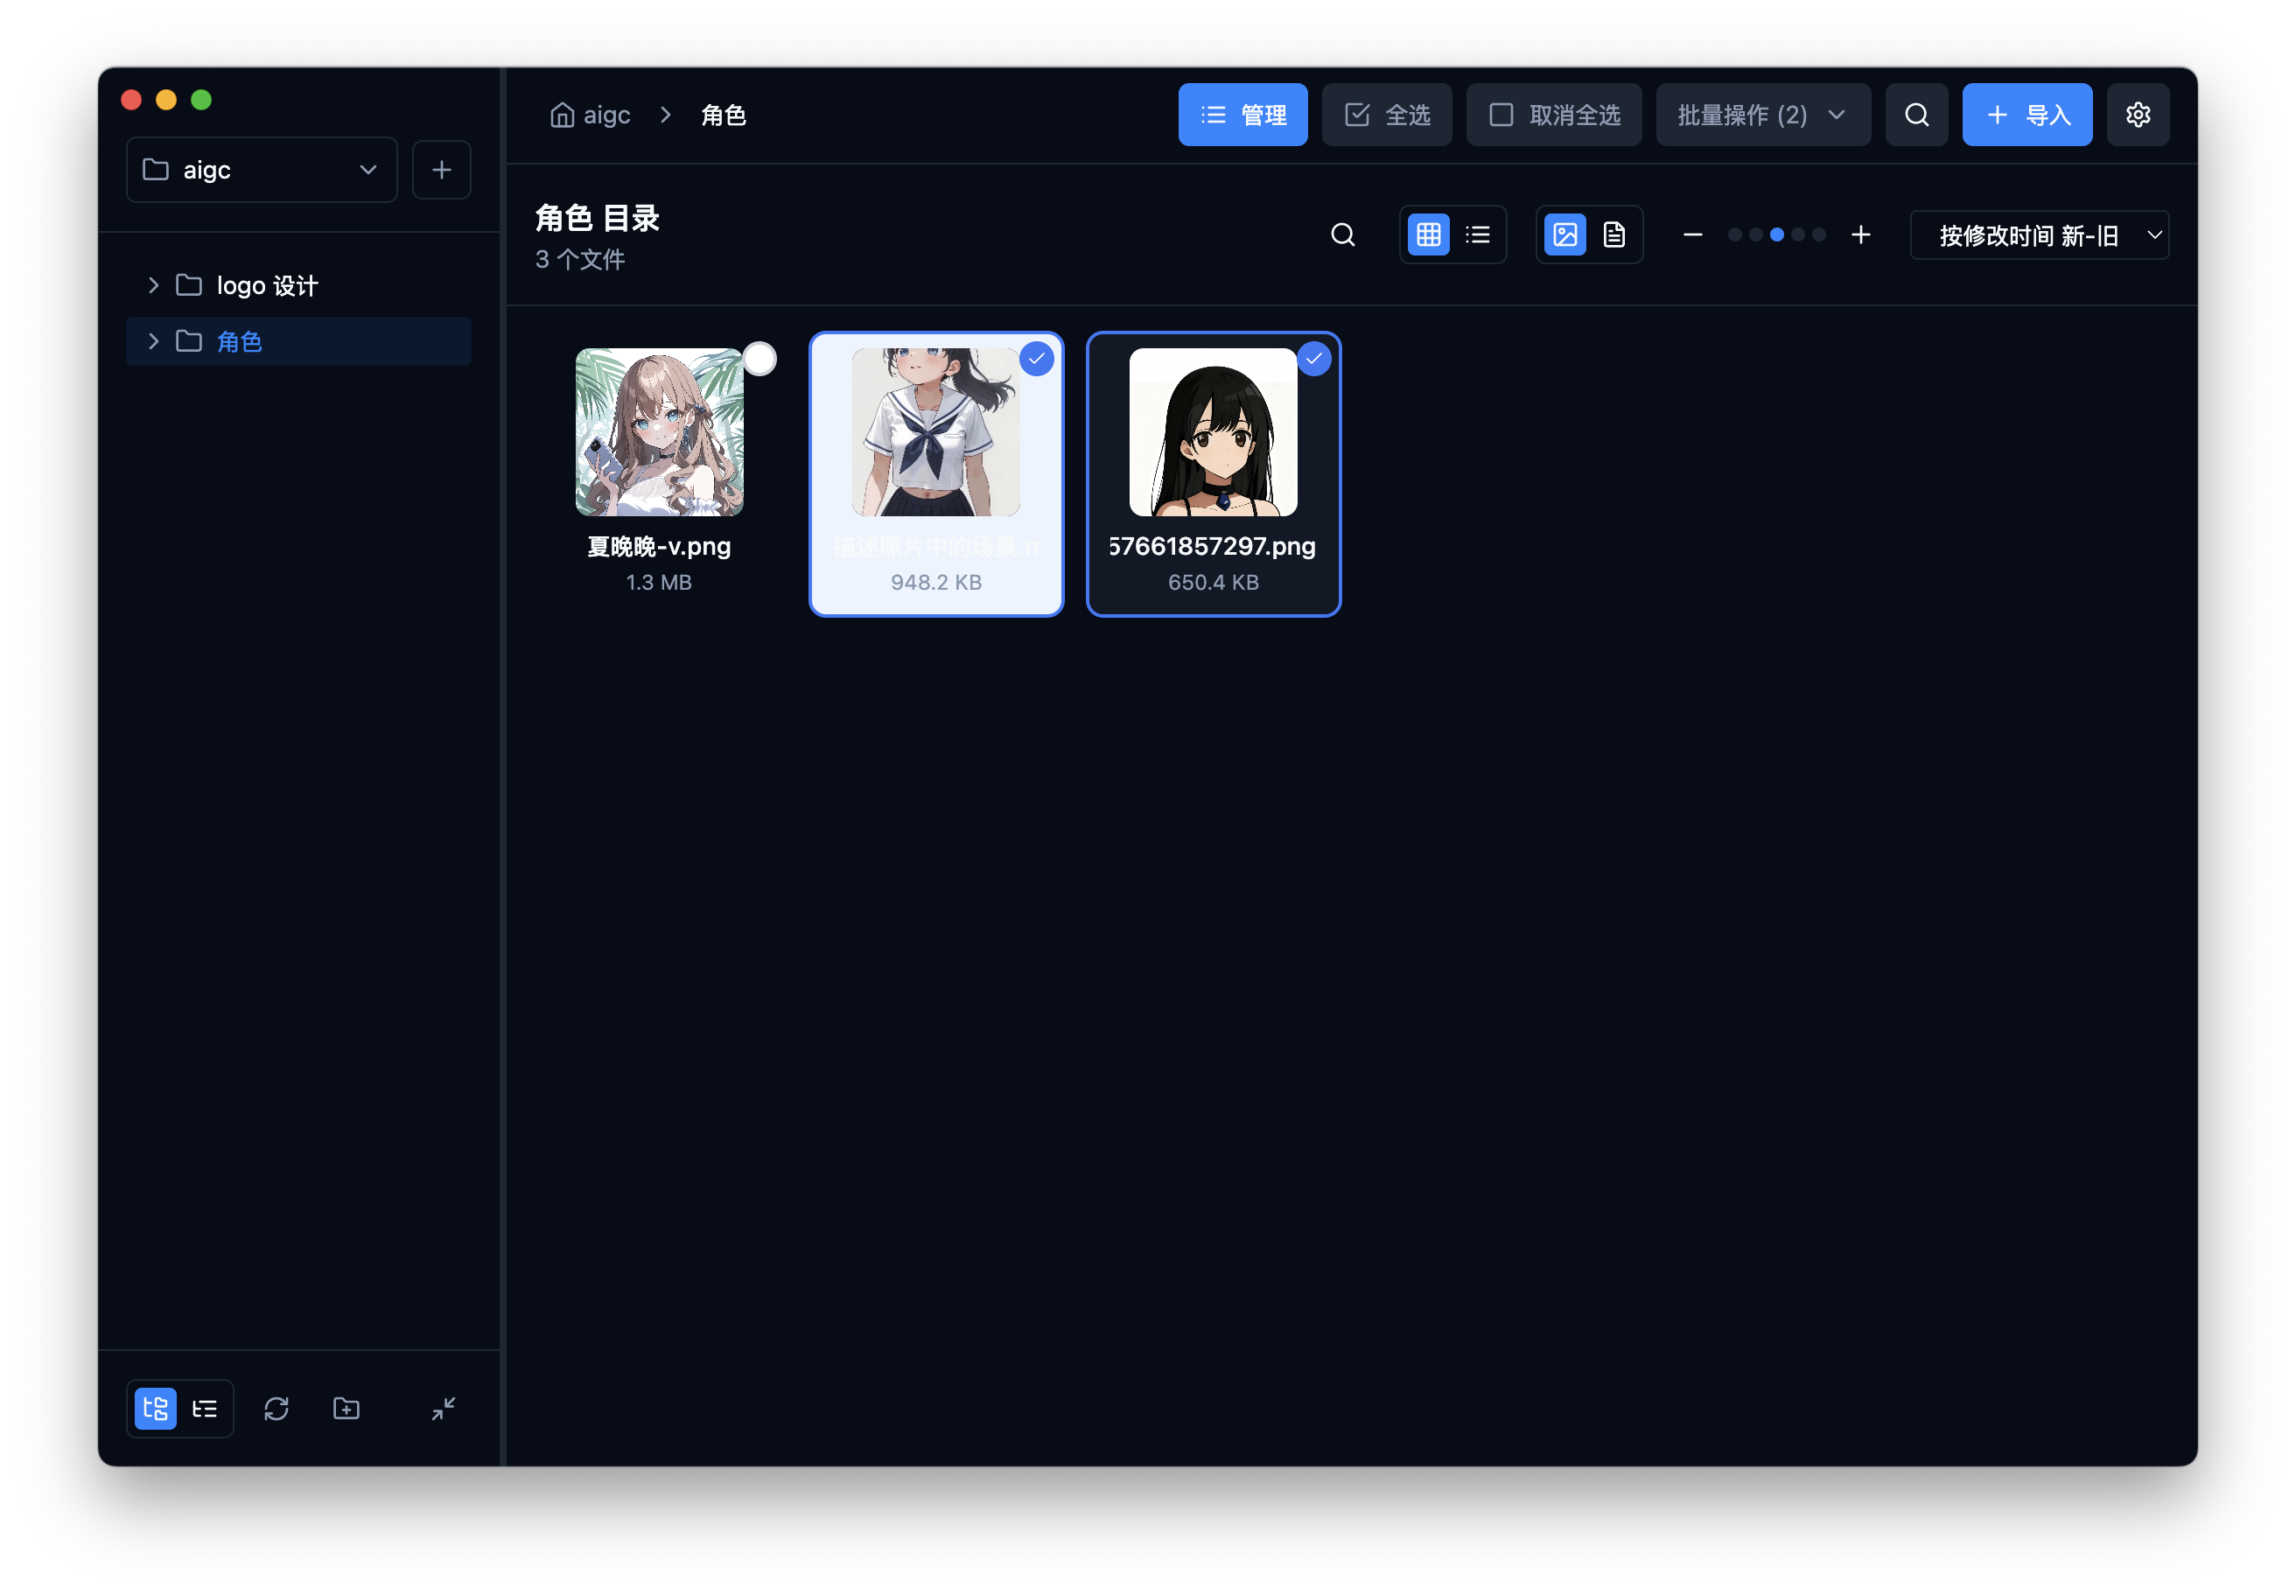 aigc
logo 设计
角色
aigc
角色
管理
全选
取消全选
批量操作 (2)
导入
角色 目录
3 个文件
按修改时间 新-旧
夏晚晚-v.png
1.3 MB
描述照片中的场景.
948.2 KB
57661857297.png
650.4 KB